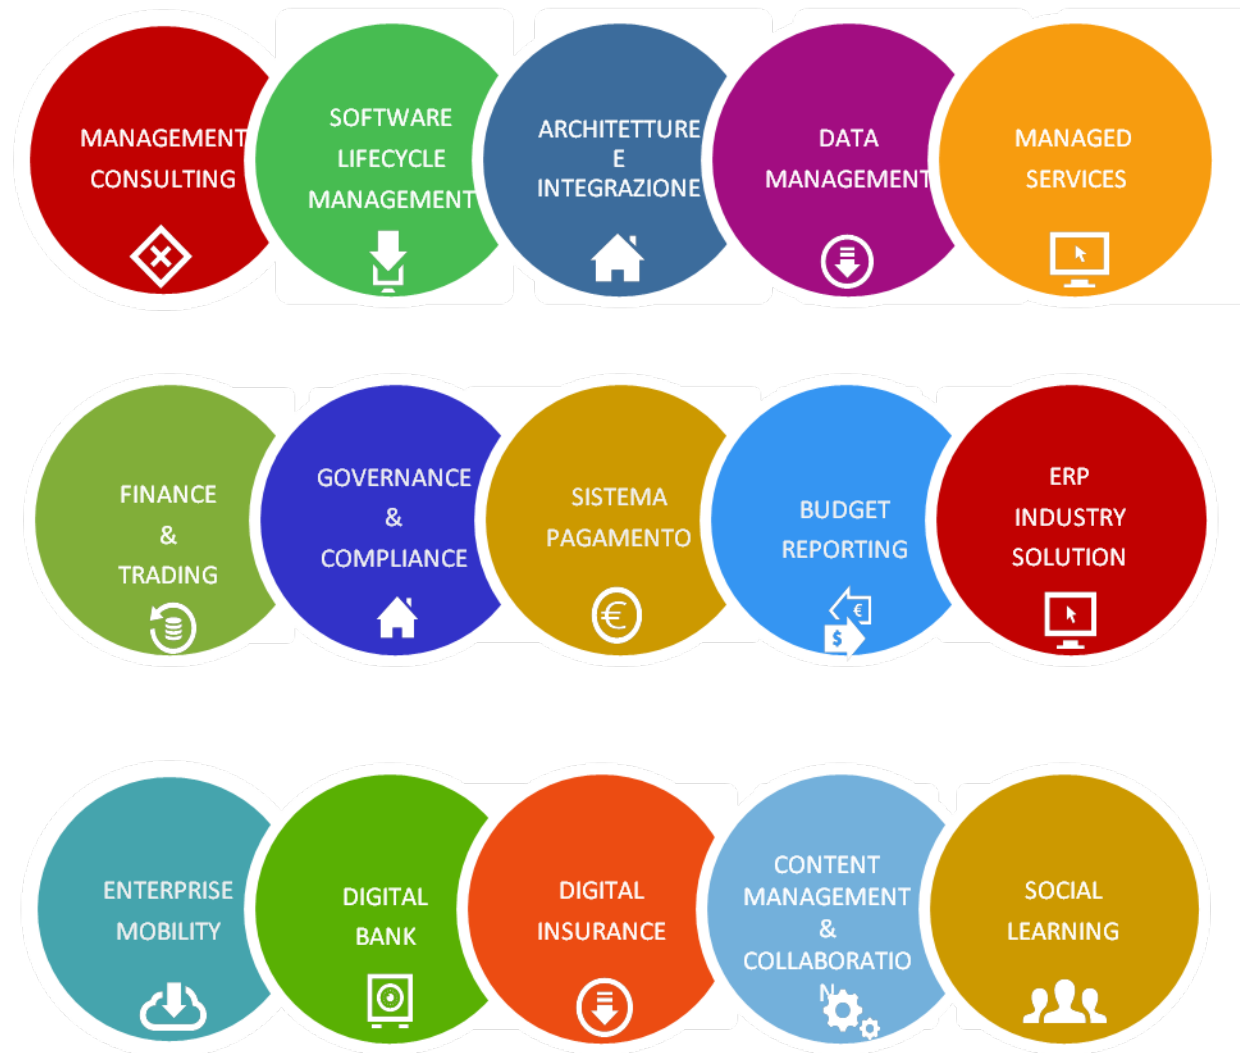 MANAGEMENT
CONSULTING
SOFTWARE
LIFECYCLE
MANAGEMENT
ARCHITETTURE
E
INTEGRAZIONE
DATA
MANAGEMENT
MANAGED
SERVICES
FINANCE
&
TRADING
GOVERNANCE
&
COMPLIANCE
SISTEMA
PAGAMENTO
€
BUDGET
REPORTING
€
$
ERP
INDUSTRY
SOLUTION
ENTERPRISE
MOBILITY
DIGITAL
BANK
DIGITAL
INSURANCE
CONTENT
MANAGEMENT
&
COLLABORATIO
N
SOCIAL
LEARNING